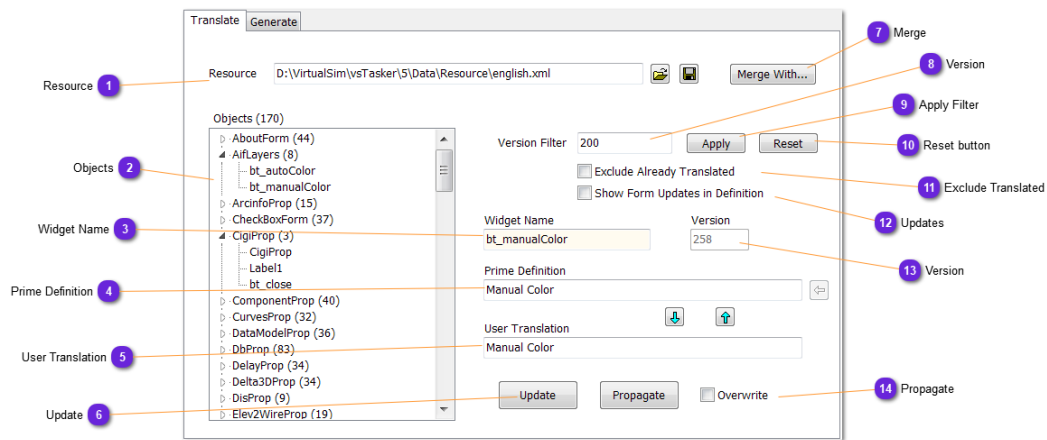 Translate Generate
7 Merge
Resource D:\VirtualSim\vsTasker\5\Data\Resource\english.xml Merge With...
Resource 1
8 Version
9 Apply Filter
Objects (170)
AboutForm (44)
AifLayers (8)
bt_autoColor
bt_manualColor
ArcinfoProp (15)
CheckBoxForm (37)
CigiProp (3)
CigiProp
Label1
bt_close
ComponentProp (40)
CurvesProp (32)
DataModelProp (36)
DbProp (83)
DelayProp (34)
Delta3DProp (34)
DisProp (9)
Elev2WireProp (19)
Version Filter 200 Apply Reset
10 Reset button
Exclude Already Translated
Show Form Updates in Definition
Objects 2
11 Exclude Translated
12 Updates
Widget Name 3
Widget Name Version
bt_manualColor 258
13 Version
Prime Definition
Manual Color
Prime Definition 4
User Translation
Manual Color
User Translation 5
Update Propagate Overwrite
14 Propagate
Update 6